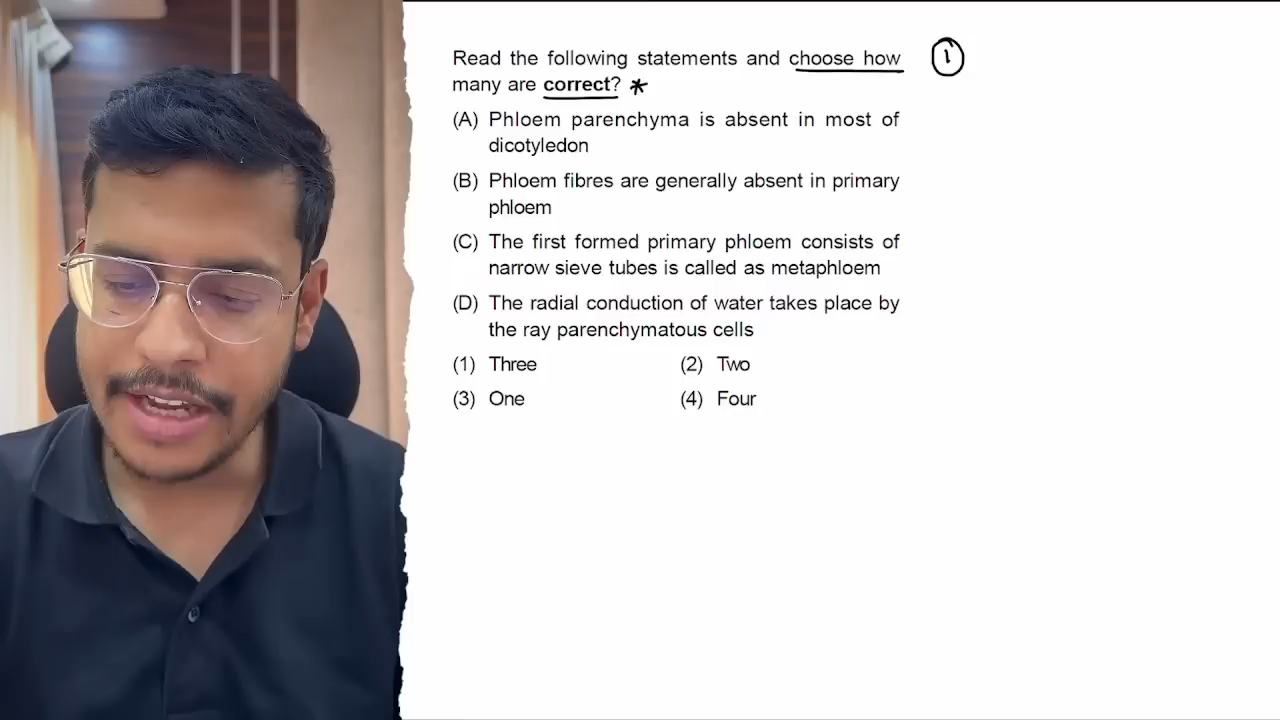 Read the following statements and choose how
many are correct? *
1
(A) Phloem parenchyma is absent in most of
dicotyledon
(B) Phloem fibres are generally absent in primary
phloem
(C) The first formed primary phloem consists of
narrow sieve tubes is called as metaphloem
(D) The radial conduction of water takes place by
the ray parenchymatous cells
(1) Three (2) Two
(3) One (4) Four